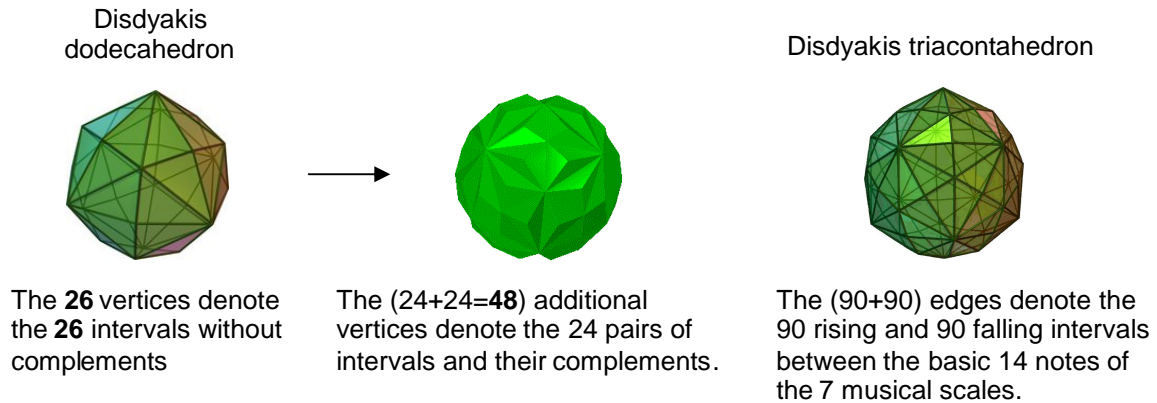 Disdyakis
dodecahedron
Disdyakis triacontahedron
The 26 vertices denote
the 26 intervals without
complements
The (24+24=48) additional
vertices denote the 24 pairs of
intervals and their complements.
The (90+90) edges denote the
90 rising and 90 falling intervals
between the basic 14 notes of
the 7 musical scales.